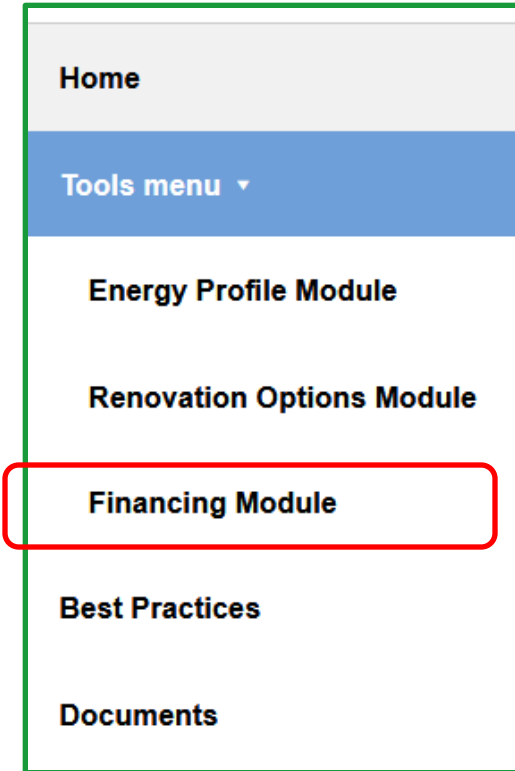 Home
Tools menu
Energy Profile Module
Renovation Options Module
Financing Module
Best Practices
Documents